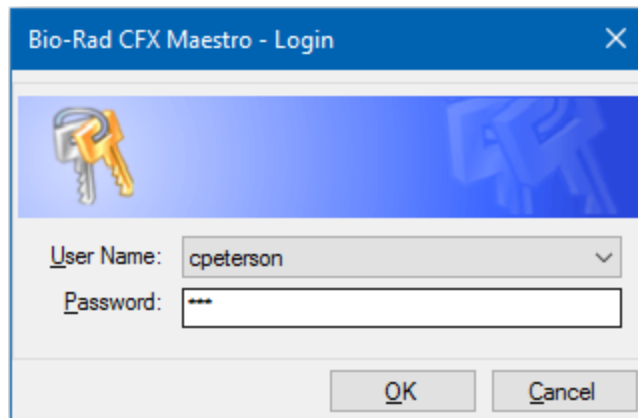 Bio-Rad CFX Maestro - Login
User Name: cpeterson
Password: ***
OK Cancel